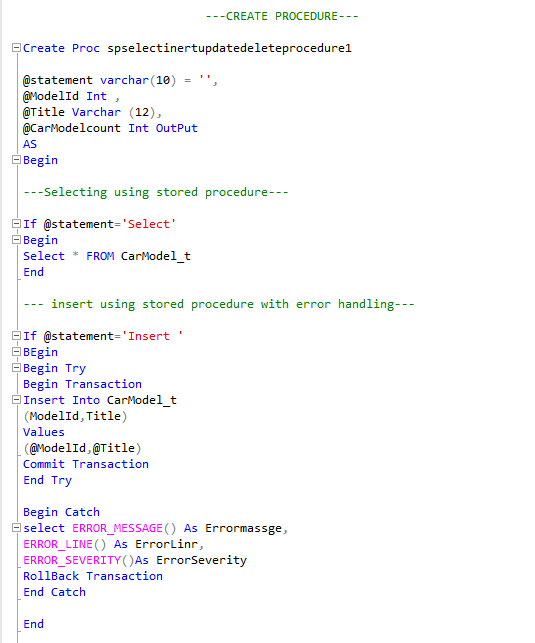 ---CREATE PROCEDURE---
Create Proc spselectinertupdatedeleteprocedure1
@statement varchar(10) = '',
@ModelId Int ,
@Title Varchar (12),
@CarModelcount Int OutPut
AS
Begin
---Selecting using stored procedure---
If @statement='Select'
Begin
Select * FROM CarModel_t
End
--- insert using stored procedure with error handling---
If @statement='Insert '
BEgin
Begin Try
Begin Transaction
Insert Into CarModel_t
(ModelId,Title)
Values
(@ModelId,@Title)
Commit Transaction
End Try
Begin Catch
select ERROR_MESSAGE() As Errormassge,
ERROR_LINE() As ErrorLinr,
ERROR_SEVERITY()As ErrorSeverity
RollBack Transaction
End Catch
End